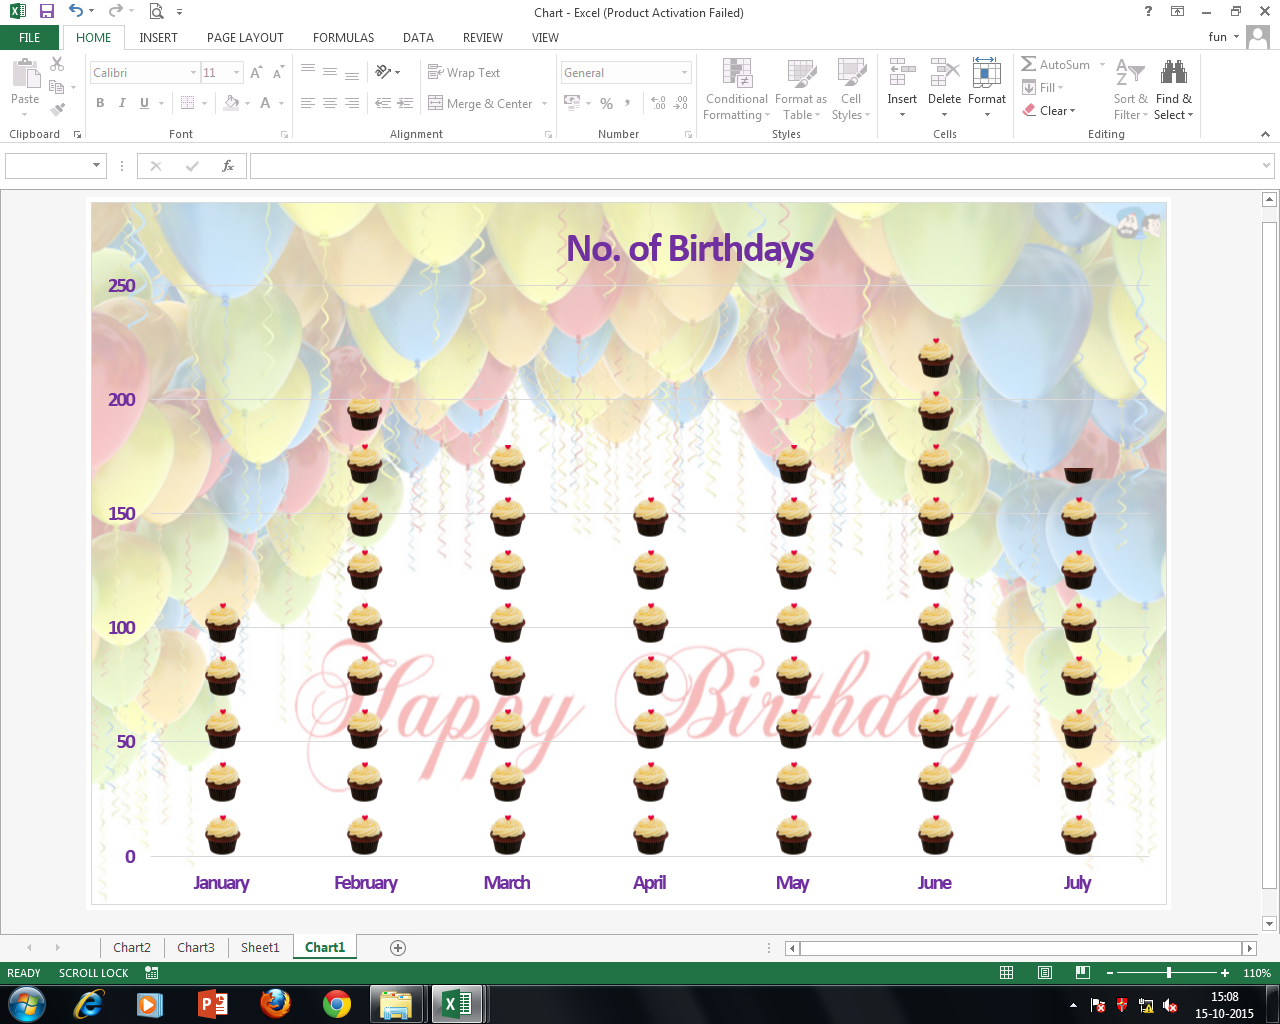 Chart - Excel (Product Activation Failed)
FILE HOME INSERT PAGE LAYOUT FORMULAS DATA REVIEW VIEW fun
Calibri 11 Wrap Text General AutoSum
Paste Conditional Format as Cell Insert Delete Format Fill Sort & Find &
B I U Merge & Center % Formatting Table Styles Clear Filter Select
Clipboard Font Alignment Number Styles Cells Editing
fx
No. of Birthdays
250
200
150
100
50
0
Happy Birthday
January February March April May June July
Chart2 Chart3 Sheet1 Chart1
READY SCROLL LOCK 110%
15:08
15-10-2015